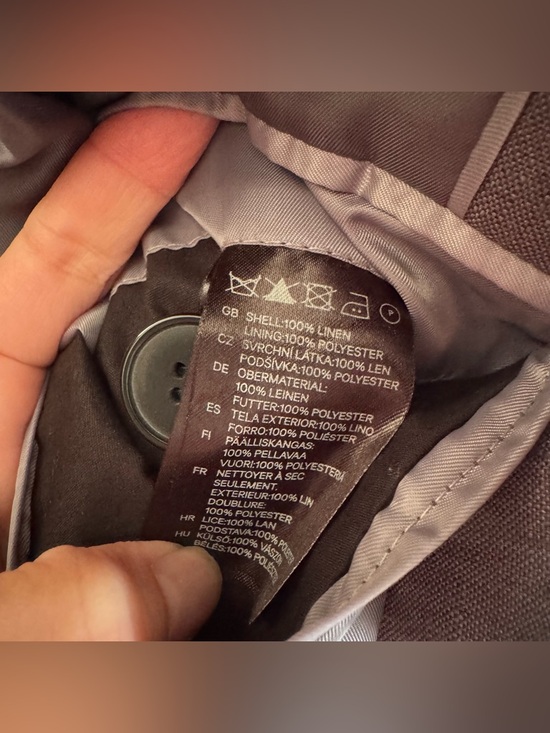 P
GB SHELL:100% LINEN
LINING:100% POLYESTER
CZ SVRCHNÍ LÁTKA:100% LEN
PODŠÍVKA:100% POLYESTER
DE OBERMATERIAL:
100% LEINEN
FUTTER:100% POLYESTER
ES TELA EXTERIOR:100% LINO
FORRO:100% POLIÉSTER
FI PÄÄLLIKANGAS:
100% PELLAVAA
VUORI:100% POLYESTERIÄ
FR NETTOYER À SEC
SEULEMENT.
EXTERIEUR:100% LIN
DOUBLURE:
100% POLYESTER
HR LICE:100% LAN
PODSTAVA:100%
HU KÜLSŐ:100% VÁSZON
BÉLÉS:100%